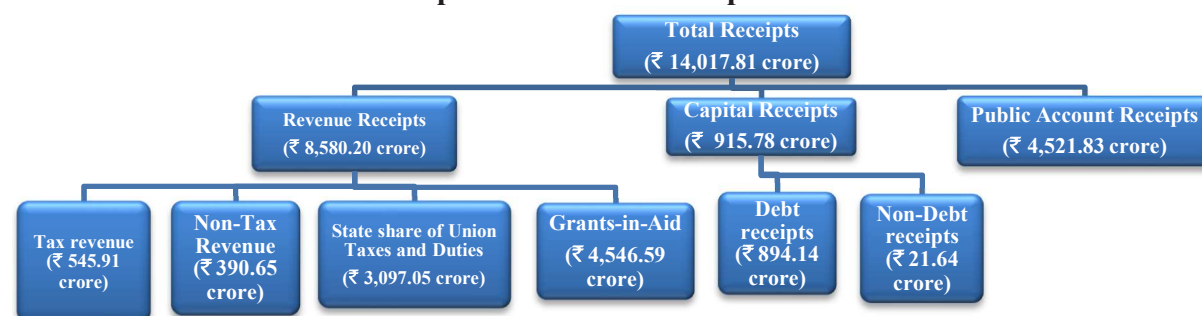 Total Receipts
(₹ 14,017.81 crore)
Revenue Receipts
(₹ 8,580.20 crore)
Capital Receipts
(₹ 915.78 crore)
Public Account Receipts
(₹ 4,521.83 crore)
Tax revenue
(₹ 545.91
crore)
Non-Tax
Revenue
(₹ 390.65
crore)
State share of Union
Taxes and Duties
(₹ 3,097.05 crore)
Grants-in-Aid
(₹ 4,546.59
crore)
Debt
receipts
(₹ 894.14
crore)
Non-Debt
receipts
(₹ 21.64
crore)